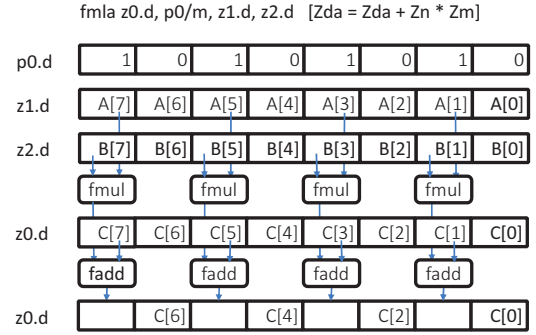 fmla z0.d, p0/m, z1.d, z2.d [Zda = Zda + Zn * Zm]
p0.d 1 0 1 0 1 0 1 0
z1.d A[7] A[6] A[5] A[4] A[3] A[2] A[1] A[0]
z2.d B[7] B[6] B[5] B[4] B[3] B[2] B[1] B[0]
fmul fmul fmul fmul
z0.d C[7] C[6] C[5] C[4] C[3] C[2] C[1] C[0]
fadd fadd fadd fadd
z0.d C[6] C[4] C[2] C[0]